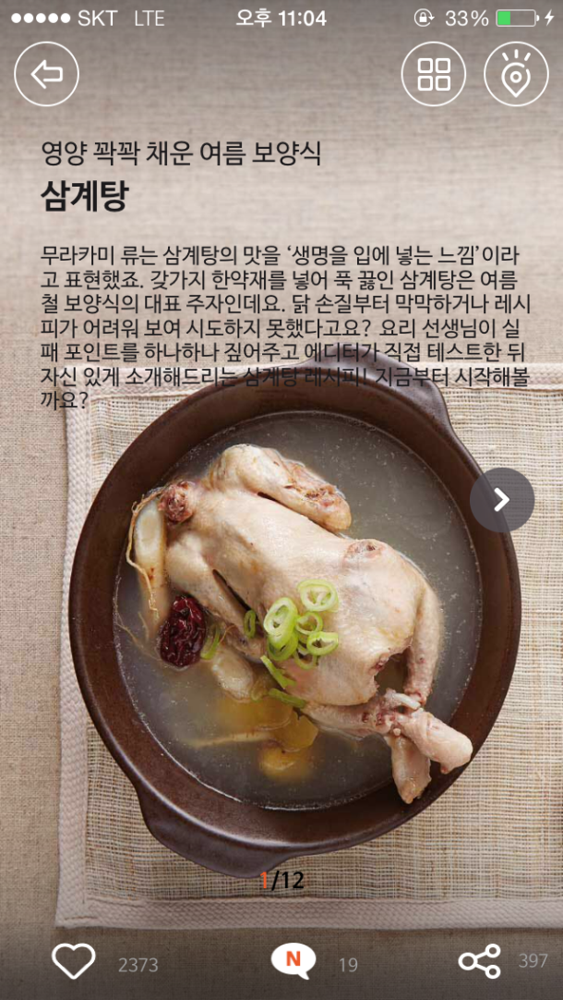 SKT LTE 오후 11:04 33%
영양 꽉꽉 채운 여름 보양식
삼계탕
무라카미 류는 삼계탕의 맛을 ‘생명을 입에 넣는 느낌’이라
고 표현했죠. 갖가지 한약재를 넣어 푹 끓인 삼계탕은 여름
철 보양식의 대표 주자인데요. 닭 손질부터 막막하거나 레시
피가 어려워 보여 시도하지 못했다고요? 요리 선생님이 실
패 포인트를 하나하나 짚어주고 에디터가 직접 테스트한 뒤
자신 있게 소개해드리는 삼계탕 레시피! 지금부터 시작해볼
까요?
1/12
2373 N 19 397